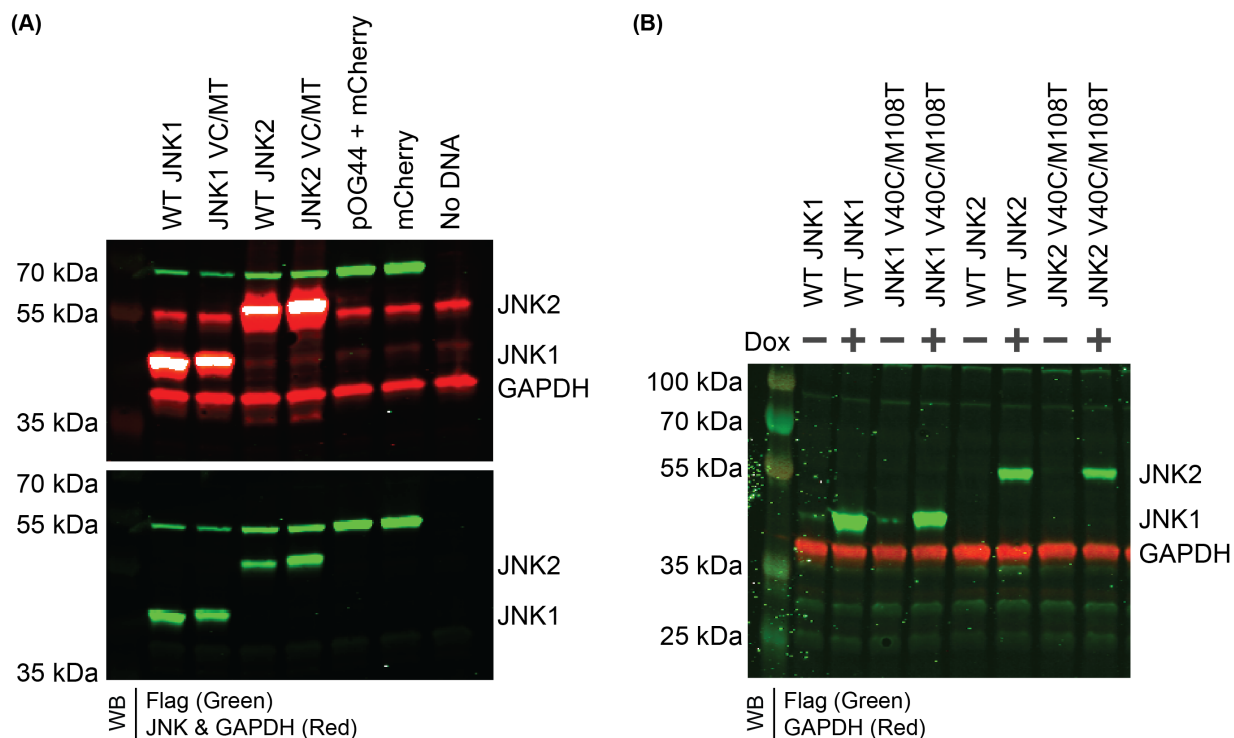 (A)
WT JNK1
JNK1 VC/MT
WT JNK2
JNK2 VC/MT
pOG44 + mCherry
mCherry
No DNA
70 kDa
55 kDa
35 kDa
JNK2
JNK1
GAPDH
70 kDa
55 kDa
35 kDa
JNK2
JNK1
WB
Flag (Green)
JNK & GAPDH (Red)
(B)
WT JNK1
WT JNK1
JNK1 V40C/M108T
JNK1 V40C/M108T
WT JNK2
WT JNK2
JNK2 V40C/M108T
JNK2 V40C/M108T
Dox − + − + − + − +
100 kDa
70 kDa
55 kDa
35 kDa
25 kDa
JNK2
JNK1
GAPDH
WB
Flag (Green)
GAPDH (Red)